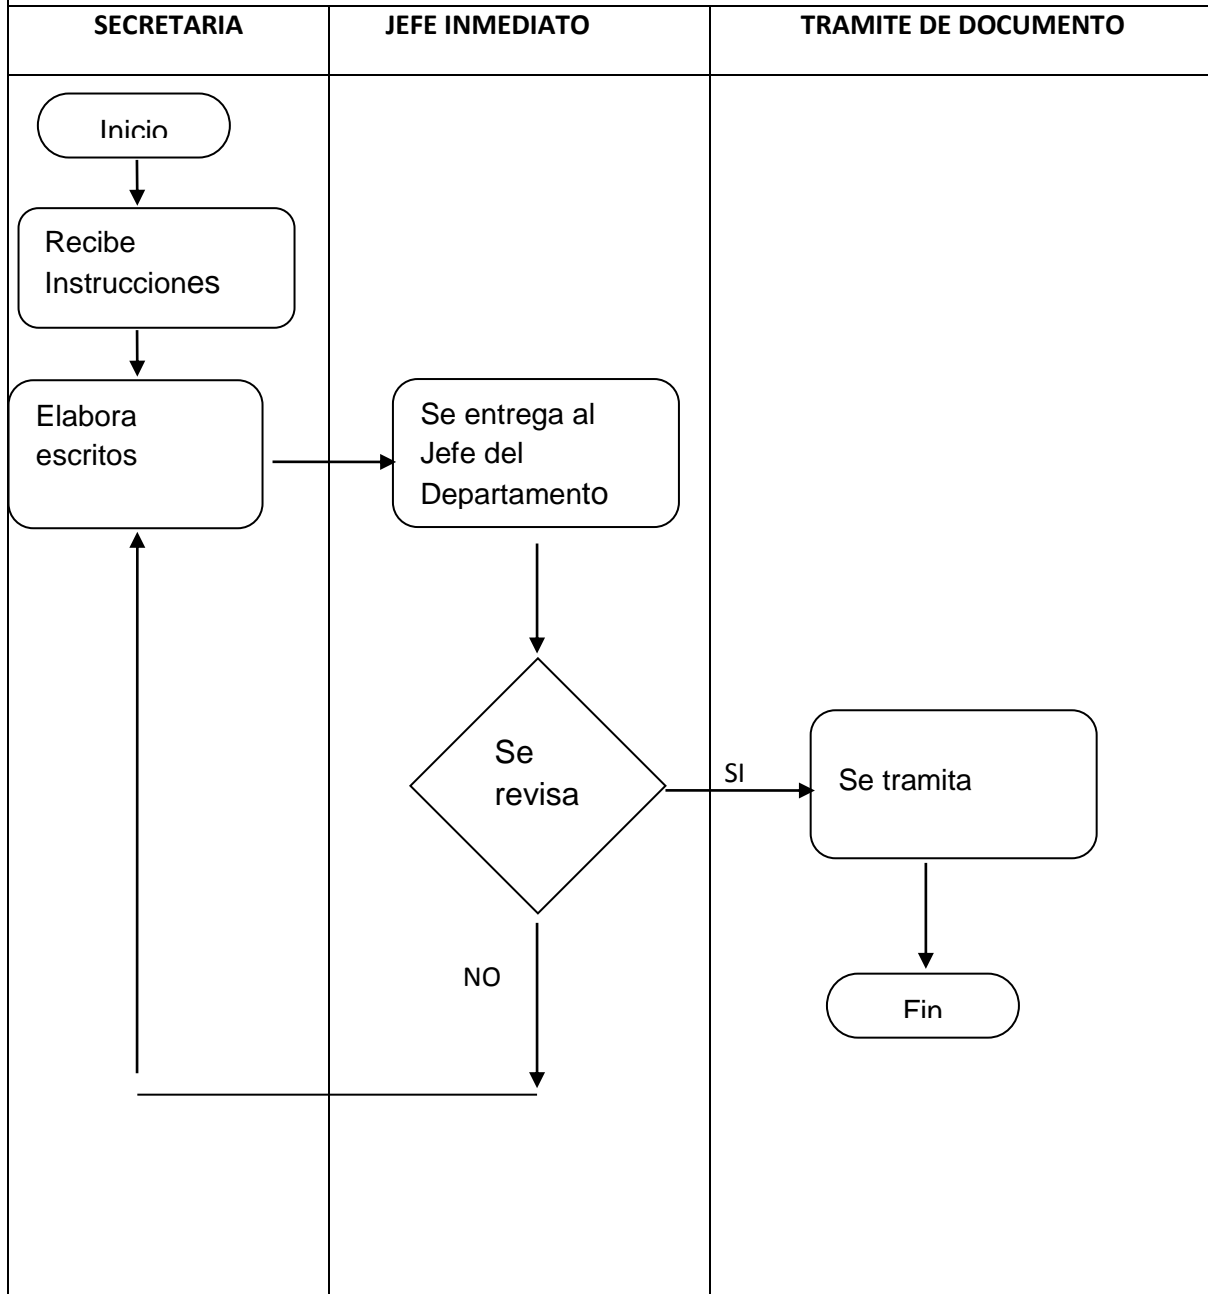 SECRETARIA
JEFE INMEDIATO
TRAMITE DE DOCUMENTO
Inicio
Recibe
Instrucciones
Elabora
escritos
Se entrega al
Jefe del
Departamento
Se
revisa
SI
Se tramita
NO
Fin